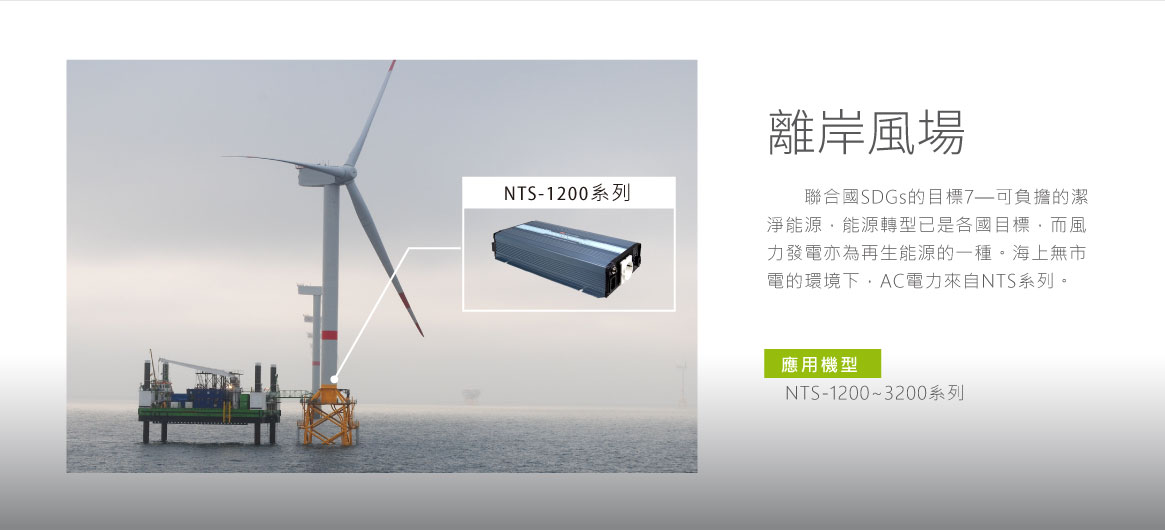 離岸風場
NTS-1200系列
聯合國SDGs的目標7—可負擔的潔
淨能源，能源轉型已是各國目標，而風
力發電亦為再生能源的一種。海上無市
電的環境下，AC電力來自NTS系列。
應用機型
NTS-1200~3200系列